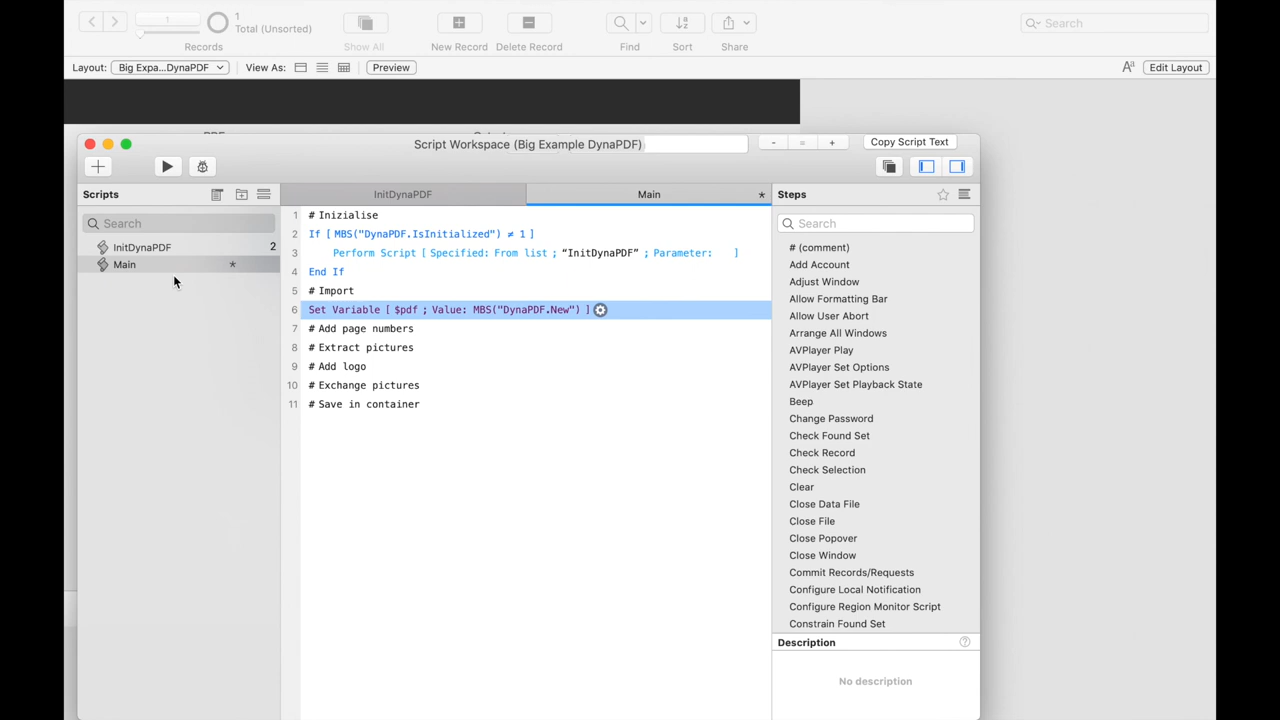 1
1
Total (Unsorted)
Records
Show All
New Record
Delete Record
Find
Sort
Share
Search
Layout:
Big Expa...DynaPDF
View As:
Preview
Edit Layout
Script Workspace (Big Example DynaPDF)
- = +
Copy Script Text
Scripts
InitDynaPDF
Main
*
Steps
Search
InitDynaPDF
2
Main
*
1 # Inizialise
2 If [ MBS("DynaPDF.IsInitialized") ≠ 1 ]
3 Perform Script [ Specified: From list ; “InitDynaPDF” ; Parameter: ]
4 End If
5 # Import
6 Set Variable [ $pdf ; Value: MBS("DynaPDF.New") ]
7 # Add page numbers
8 # Extract pictures
9 # Add logo
10 # Exchange pictures
11 # Save in container
Search
# (comment)
Add Account
Adjust Window
Allow Formatting Bar
Allow User Abort
Arrange All Windows
AVPlayer Play
AVPlayer Set Options
AVPlayer Set Playback State
Beep
Change Password
Check Found Set
Check Record
Check Selection
Clear
Close Data File
Close File
Close Popover
Close Window
Commit Records/Requests
Configure Local Notification
Configure Region Monitor Script
Constrain Found Set
Description
No description